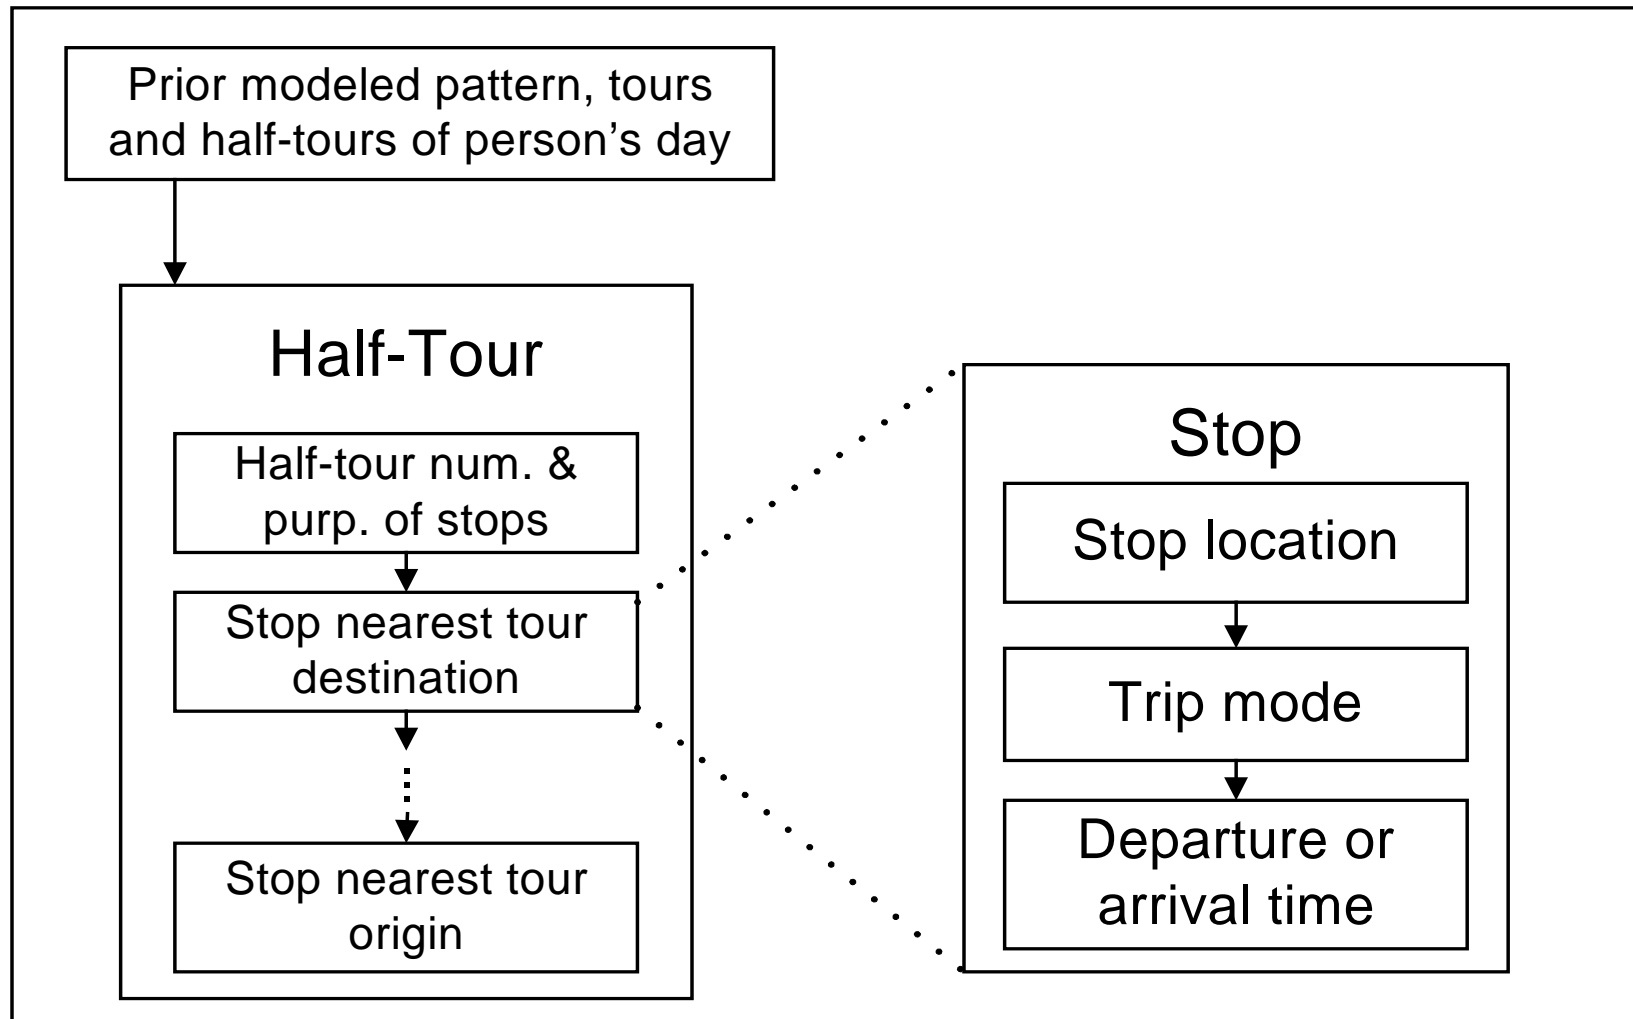 Prior modeled pattern, tours
and half-tours of person’s day
Half-Tour
Half-tour num. &
purp. of stops
Stop nearest tour
destination
Stop nearest tour
origin
Stop
Stop location
Trip mode
Departure or
arrival time